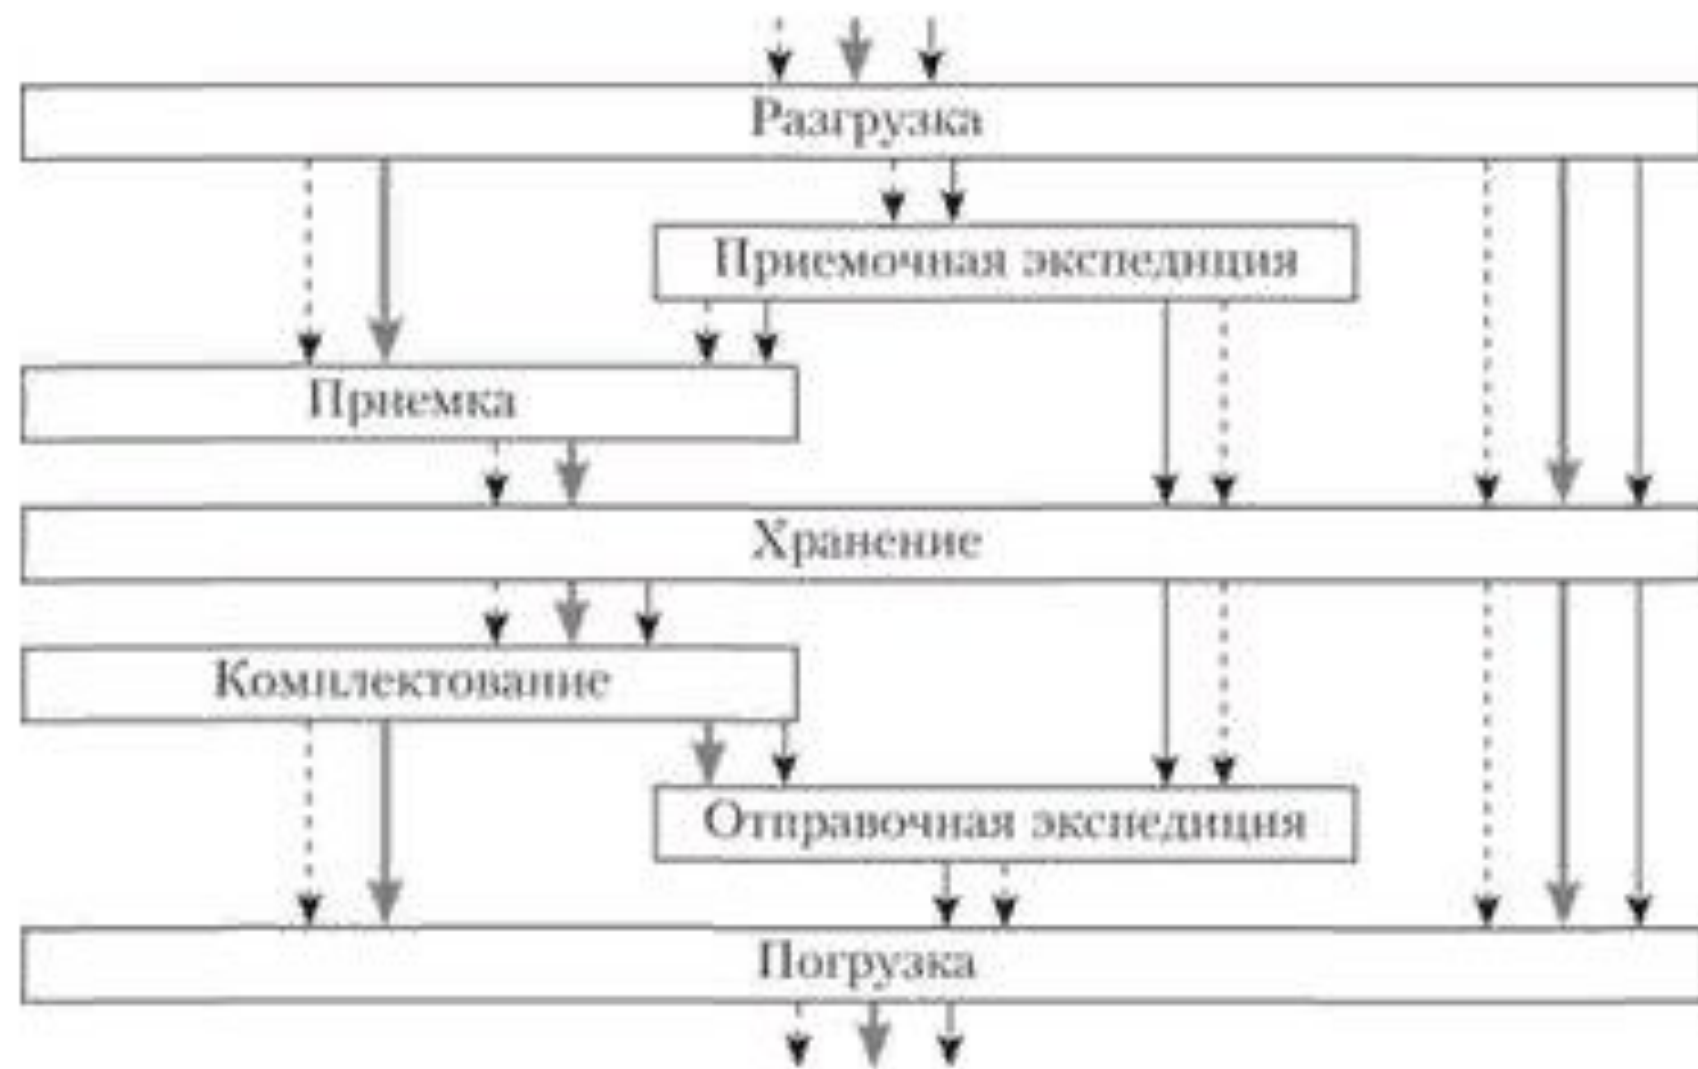 Разгрузка
Приемочная экспедиция
Приемка
Хранение
Комплектование
Отправочная экспедиция
Погрузка